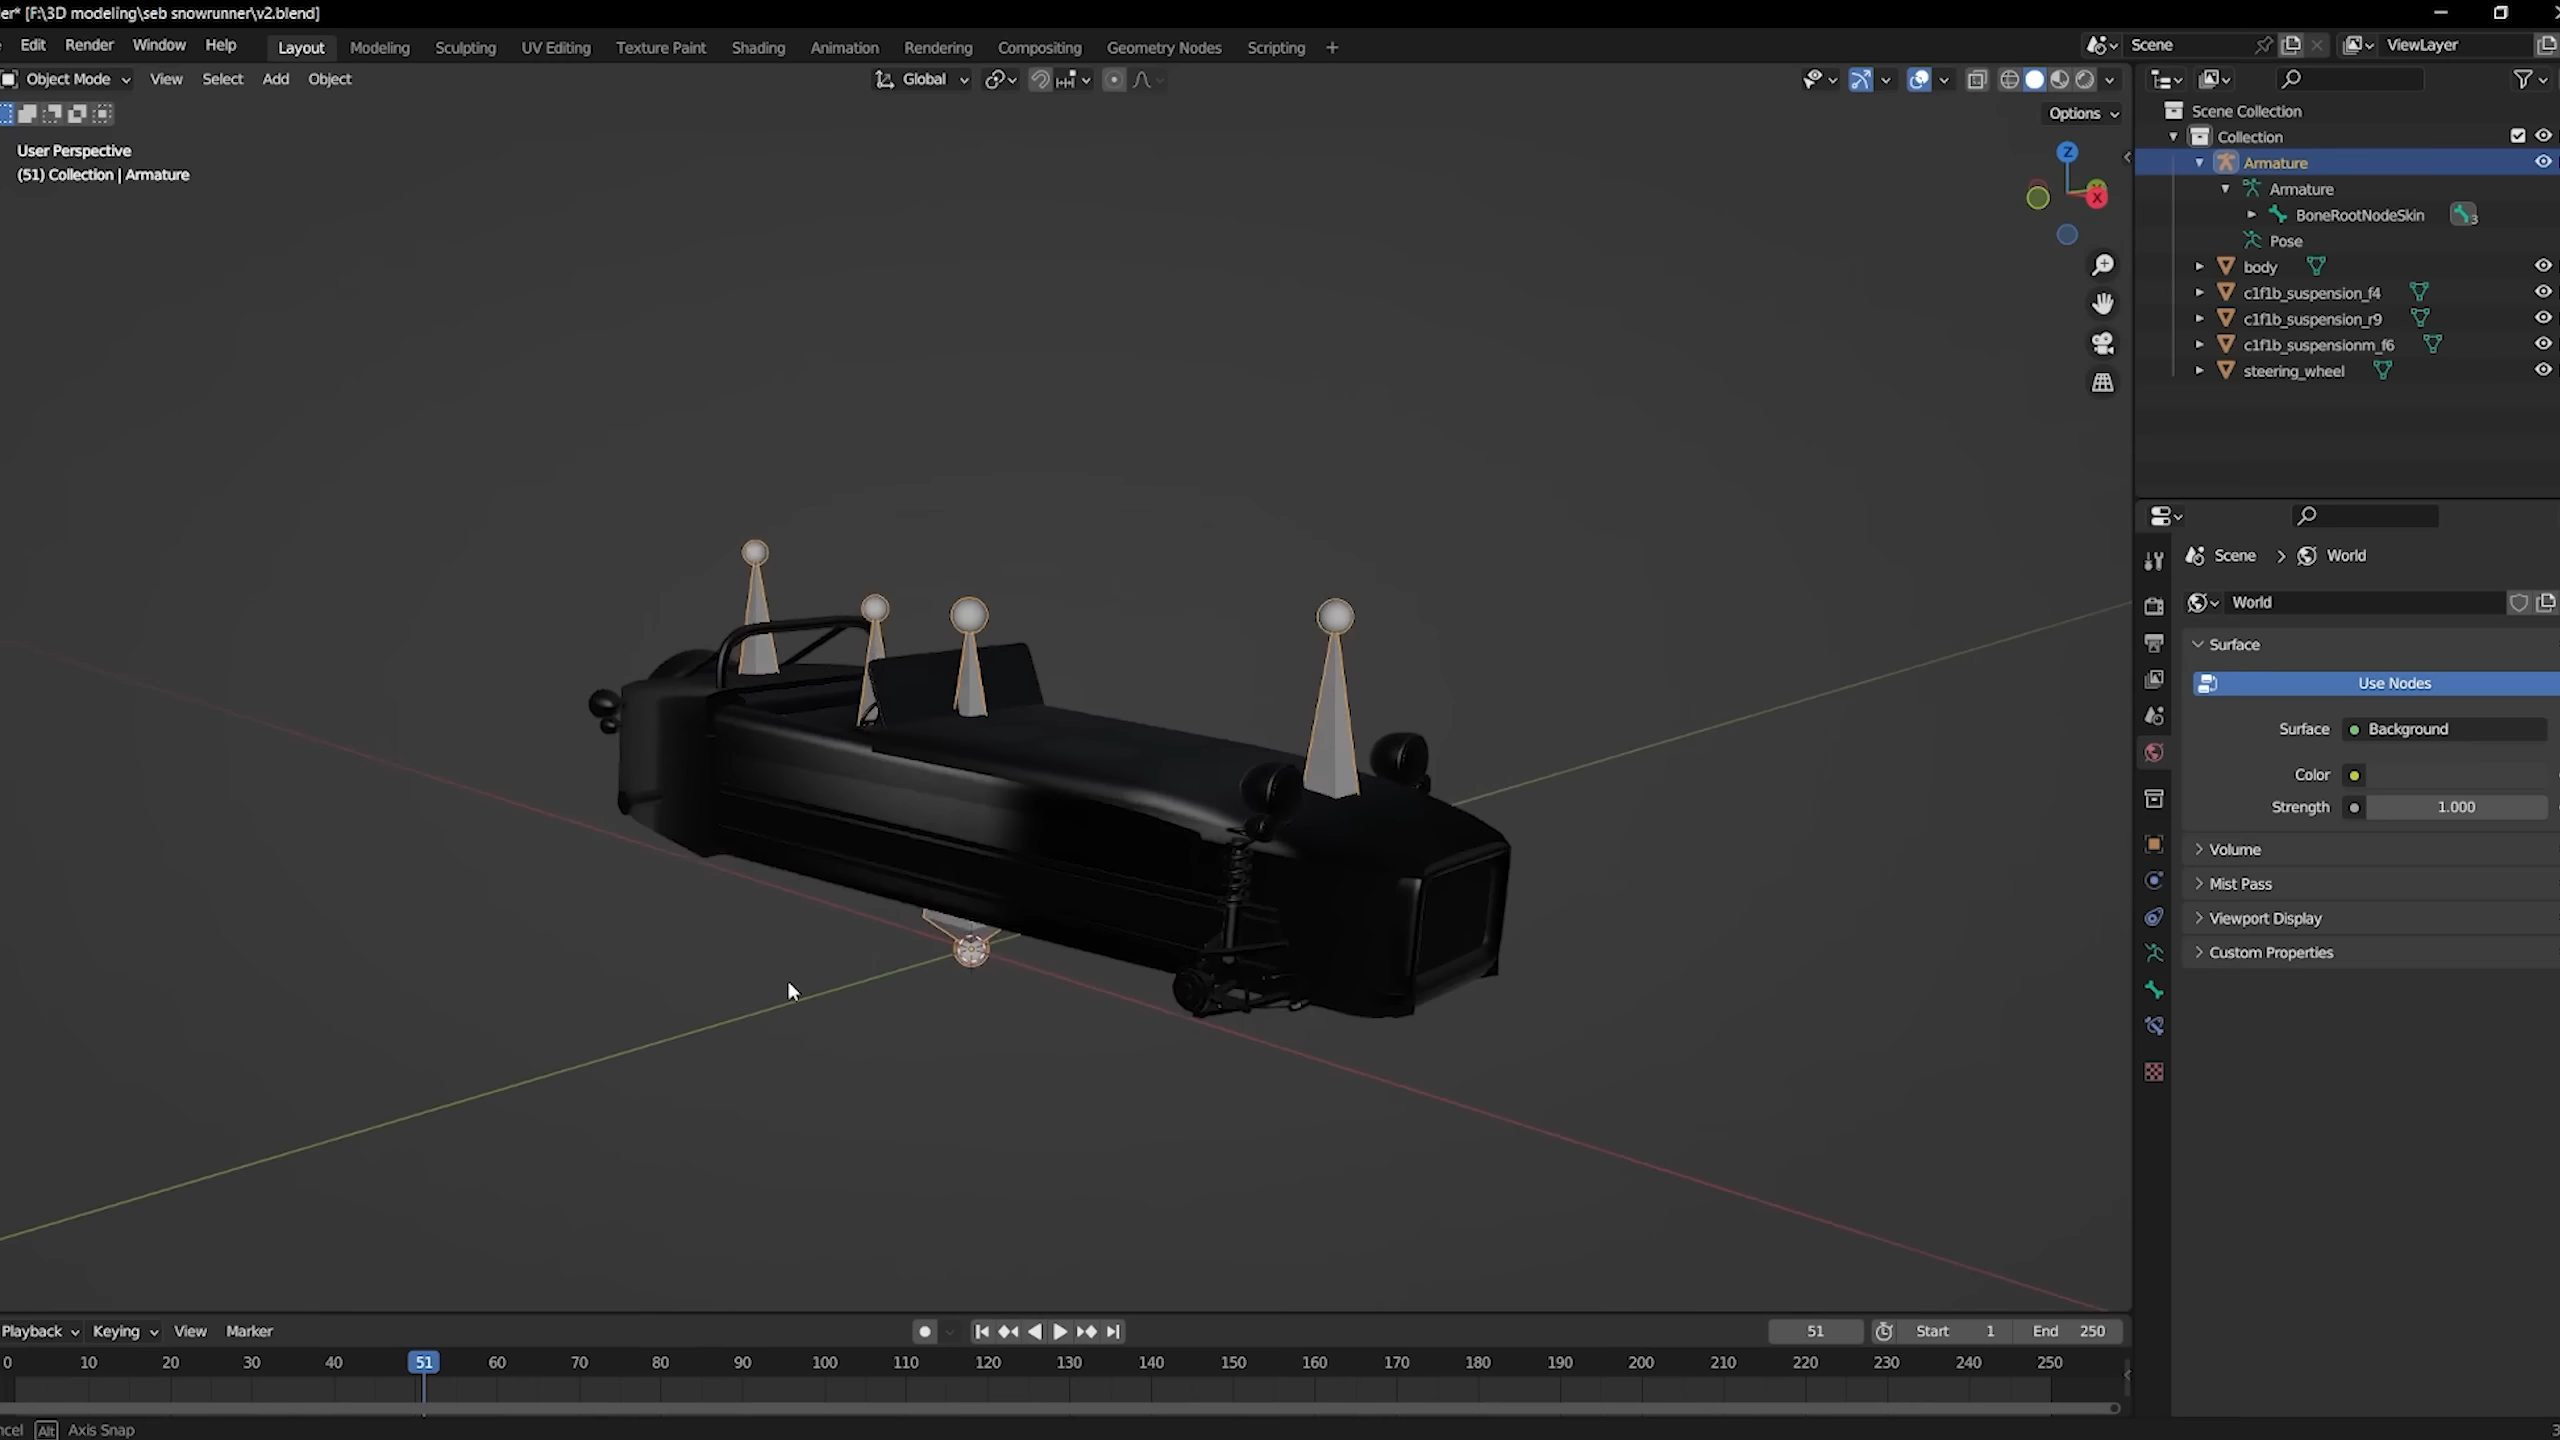 er* [F:\3D modeling\seb snowrunner\v2.blend]
Edit Render Window Help Layout Modeling Sculpting UV Editing Texture Paint Shading Animation Rendering Compositing Geometry Nodes Scripting + Scene ViewLayer
Object Mode View Select Add Object Global
Options
User Perspective
(51) Collection | Armature
Z
X
Scene Collection
Collection
Armature
Armature
BoneRootNodeSkin 3
Pose
body
c1f1b_suspension_f4
c1f1b_suspension_r9
c1f1b_suspensionm_f6
steering_wheel
Scene > World
World
Surface
Use Nodes
Surface Background
Color
Strength 1.000
Volume
Mist Pass
Viewport Display
Custom Properties
Playback Keying View Marker 51 Start 1 End 250
0 10 20 30 40 51 60 70 80 90 100 110 120 130 140 150 160 170 180 190 200 210 220 230 240 250
ncel Alt Axis Snap